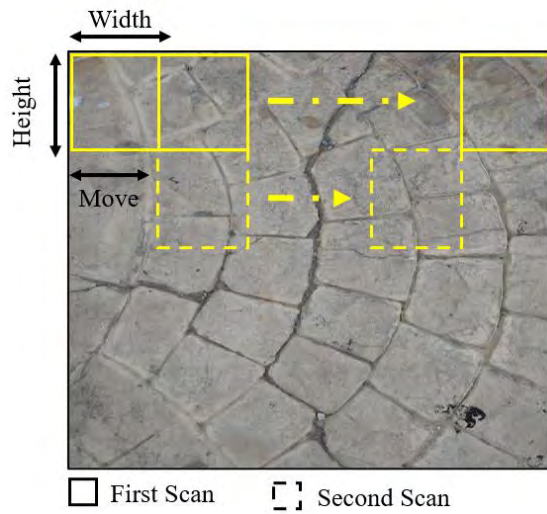 Width
Height
Move
First Scan
Second Scan